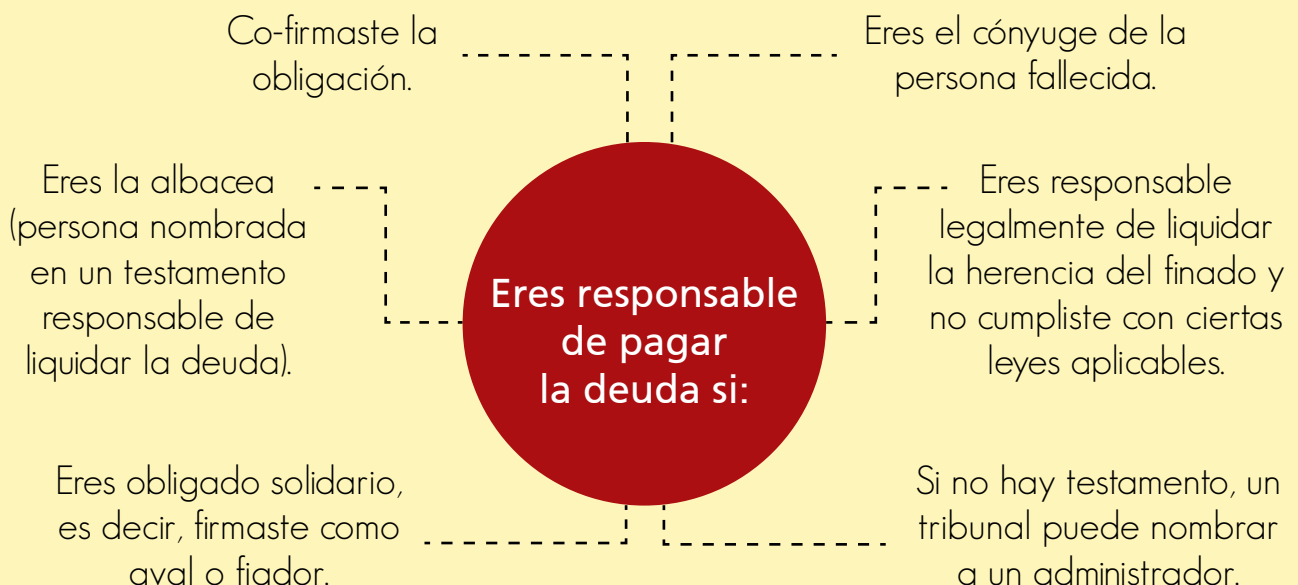 Co-firmaste la
obligación.
Eres el cónyuge de la
persona fallecida.
Eres la albacea
(persona nombrada
en un testamento
responsable de
liquidar la deuda).
Eres responsable
de pagar
la deuda si:
Eres responsable
legalmente de liquidar
la herencia del finado y
no cumpliste con ciertas
leyes aplicables.
Eres obligado solidario,
es decir, firmaste como
aval o fiador.
Si no hay testamento, un
tribunal puede nombrar
a un administrador.